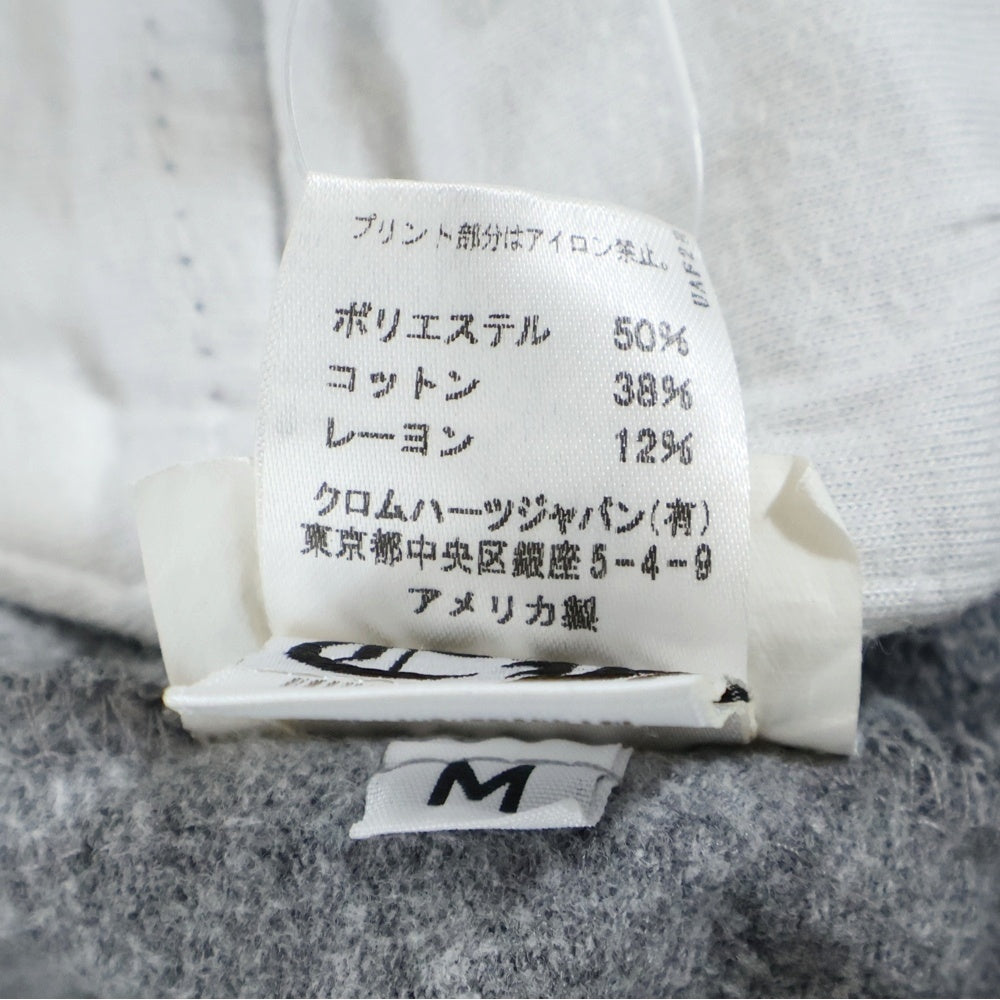 プリント部分はアイロン禁止。
ポリエステル 50%
コットン 38%
レーヨン 12%
クロムハーツジャパン(有)
東京都中央区銀座5-4-9
アメリカ製
M